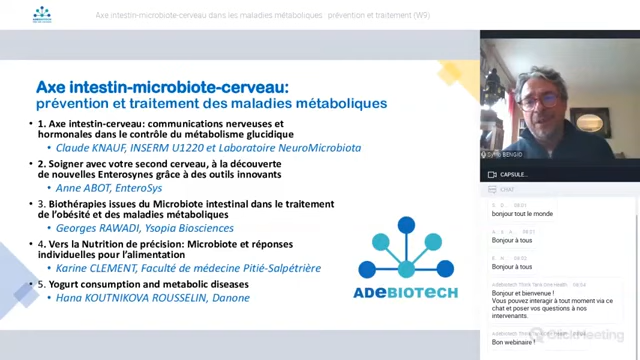 ADEBIOTECH
Axe intestin-microbiote-cerveau dans les maladies métaboliques : prévention et traitement (W9)
Axe intestin-microbiote-cerveau:
prévention et traitement des maladies métaboliques
• 1. Axe intestin-cerveau: communications nerveuses et
hormonales dans le contrôle du métabolisme glucidique
Claude KNAUF, INSERM U1220 et Laboratoire NeuroMicrobiota
• 2. Soigner avec votre second cerveau, à la découverte
de nouvelles Enterosynes grâce à des outils innovants
Anne ABOT, EnteroSys
• 3. Biothérapies issues du Microbiote intestinal dans le traitement
de l'obésité et des maladies métaboliques
Georges RAWADI, Ysopia Biosciences
• 4. Vers la Nutrition de précision: Microbiote et réponses
individuelles pour l'alimentation
Karine CLEMENT, Faculté de médecine Pitié-Salpétrière
• 5. Yogurt consumption and metabolic diseases
Hana KOUTNIKOVA ROUSSELIN, Danone
ADEBIOTECH
BENGIO
CAPSULE...
CHAT
bonjour tout le monde
Bonjour à tous
Bonjour à tous
Bonjour et bienvenue !
Vous pouvez interagir à tout moment via ce
chat et poser vos questions à nos
intervenants.
Bon webinaire !
ClickMeeting